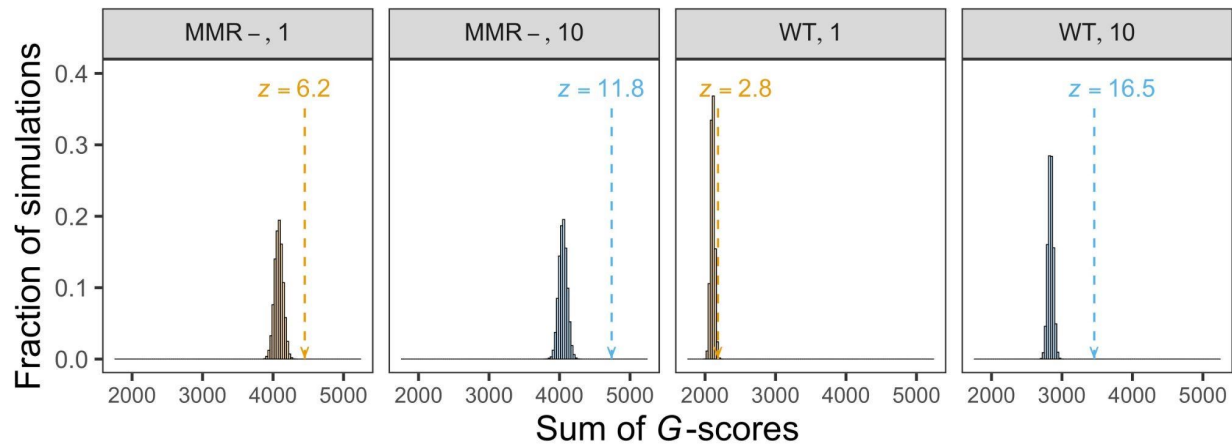 MMR –, 1
MMR –, 10
WT, 1
WT, 10
Fraction of simulations
0.4
0.3
0.2
0.1
0.0
z = 6.2
z = 11.8
z = 2.8
z = 16.5
2000 3000 4000 5000
2000 3000 4000 5000
2000 3000 4000 5000
2000 3000 4000 5000
Sum of G-scores